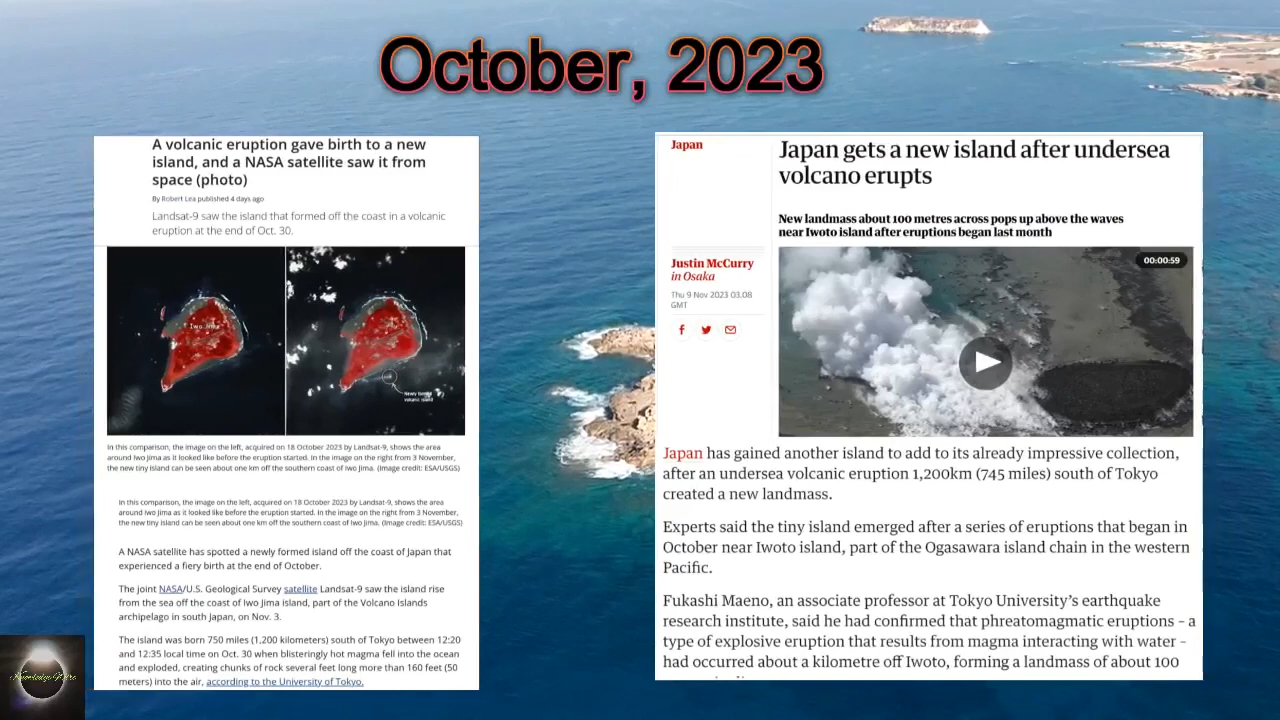 October, 2023
A volcanic eruption gave birth to a new
island, and a NASA satellite saw it from
space (photo)
By Robert Lea published 4 days ago
Landsat-9 saw the island that formed off the coast in a volcanic
eruption at the end of Oct. 30.
Iwo Jima
Newly formed
volcanic island
In this comparison, the image on the left, acquired on 18 October 2023 by Landsat-9, shows the area
around Iwo Jima as it looked like before the eruption started. In the image on the right from 3 November,
the new tiny island can be seen about one km off the southern coast of Iwo Jima. (Image credit: ESA/USGS)
In this comparison, the image on the left, acquired on 18 October 2023 by Landsat-9, shows the area
around Iwo Jima as it looked like before the eruption started. In the image on the right from 3 November,
the new tiny island can be seen about one km off the southern coast of Iwo Jima. (Image credit: ESA/USGS)
A NASA satellite has spotted a newly formed island off the coast of Japan that
experienced a fiery birth at the end of October.
The joint NASA/U.S. Geological Survey satellite Landsat-9 saw the island rise
from the sea off the coast of Iwo Jima island, part of the Volcano Islands
archipelago in south Japan, on Nov. 3.
The island was born 750 miles (1,200 kilometers) south of Tokyo between 12:20
and 12:35 local time on Oct. 30 when blisteringly hot magma fell into the ocean
and exploded, creating chunks of rock several feet long more than 160 feet (50
meters) into the air, according to the University of Tokyo.
Japan
Japan gets a new island after undersea
volcano erupts
New landmass about 100 metres across pops up above the waves
near Iwoto island after eruptions began last month
Justin McCurry
in Osaka
Thu 9 Nov 2023 03.08
GMT
00:00:59
Japan has gained another island to add to its already impressive collection,
after an undersea volcanic eruption 1,200km (745 miles) south of Tokyo
created a new landmass.
Experts said the tiny island emerged after a series of eruptions that began in
October near Iwoto island, part of the Ogasawara island chain in the western
Pacific.
Fukashi Maeno, an associate professor at Tokyo University's earthquake
research institute, said he had confirmed that phreatomagmatic eruptions – a
type of explosive eruption that results from magma interacting with water –
had occurred about a kilometre off Iwoto, forming a landmass of about 100